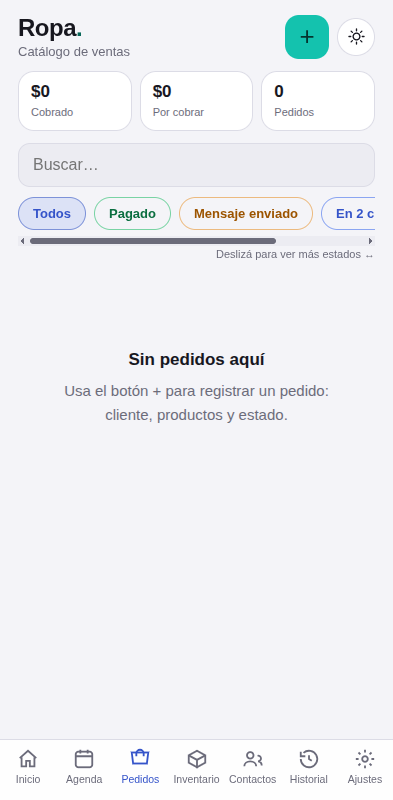 Ropa.
Catálogo de ventas
+
$0
Cobrado
$0
Por cobrar
0
Pedidos
Buscar…
Todos
Pagado
Mensaje enviado
En 2 c
Deslizá para ver más estados ↔
Sin pedidos aquí
Usa el botón + para registrar un pedido:
cliente, productos y estado.
Inicio
Agenda
Pedidos
Inventario
Contactos
Historial
Ajustes